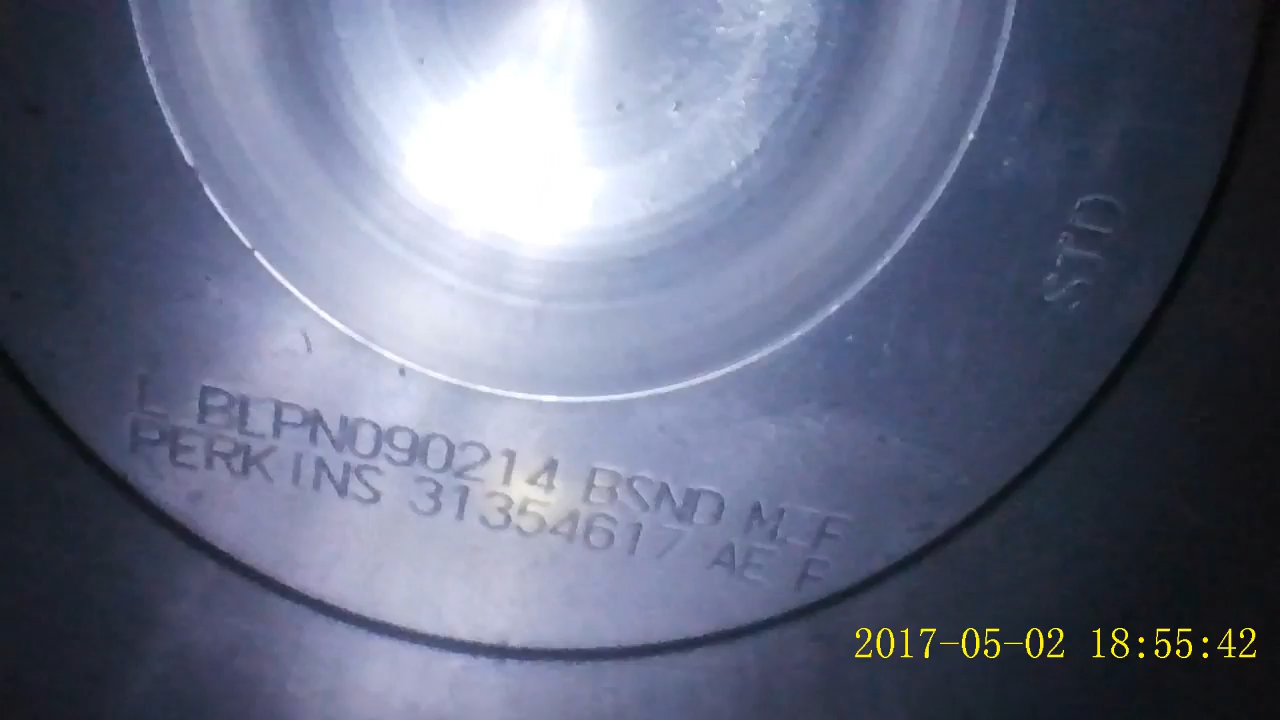 STD
L BLPN090214 BSND M F
PERKINS 31354617 AE F
2017-05-02 18:55:42